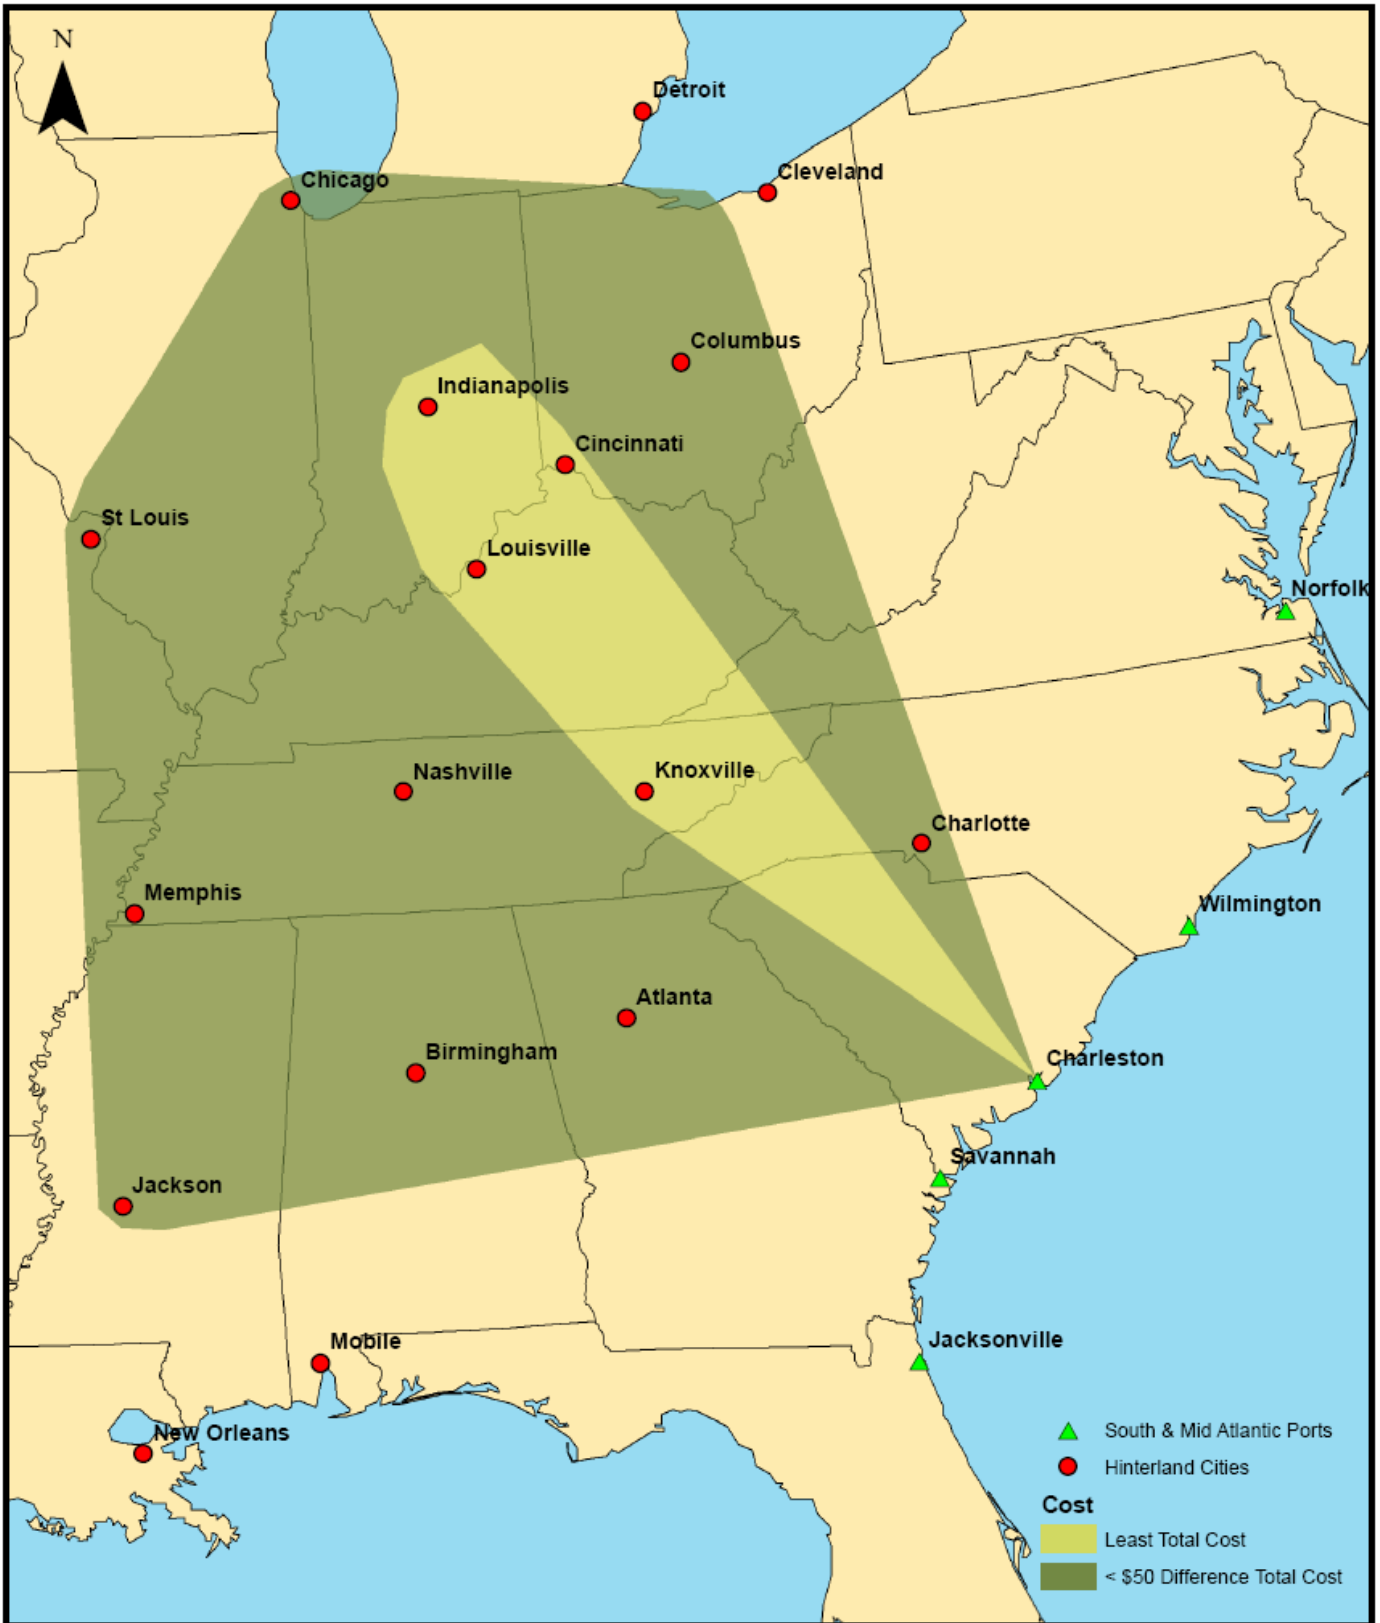 N
Detroit
Cleveland
Chicago
Columbus
Indianapolis
Cincinnati
St Louis
Louisville
Norfolk
Nashville
Knoxville
Charlotte
Memphis
Wilmington
Atlanta
Birmingham
Charleston
Savannah
Jackson
Mobile
Jacksonville
New Orleans
South & Mid Atlantic Ports
Hinterland Cities
Cost
Least Total Cost
< $50 Difference Total Cost